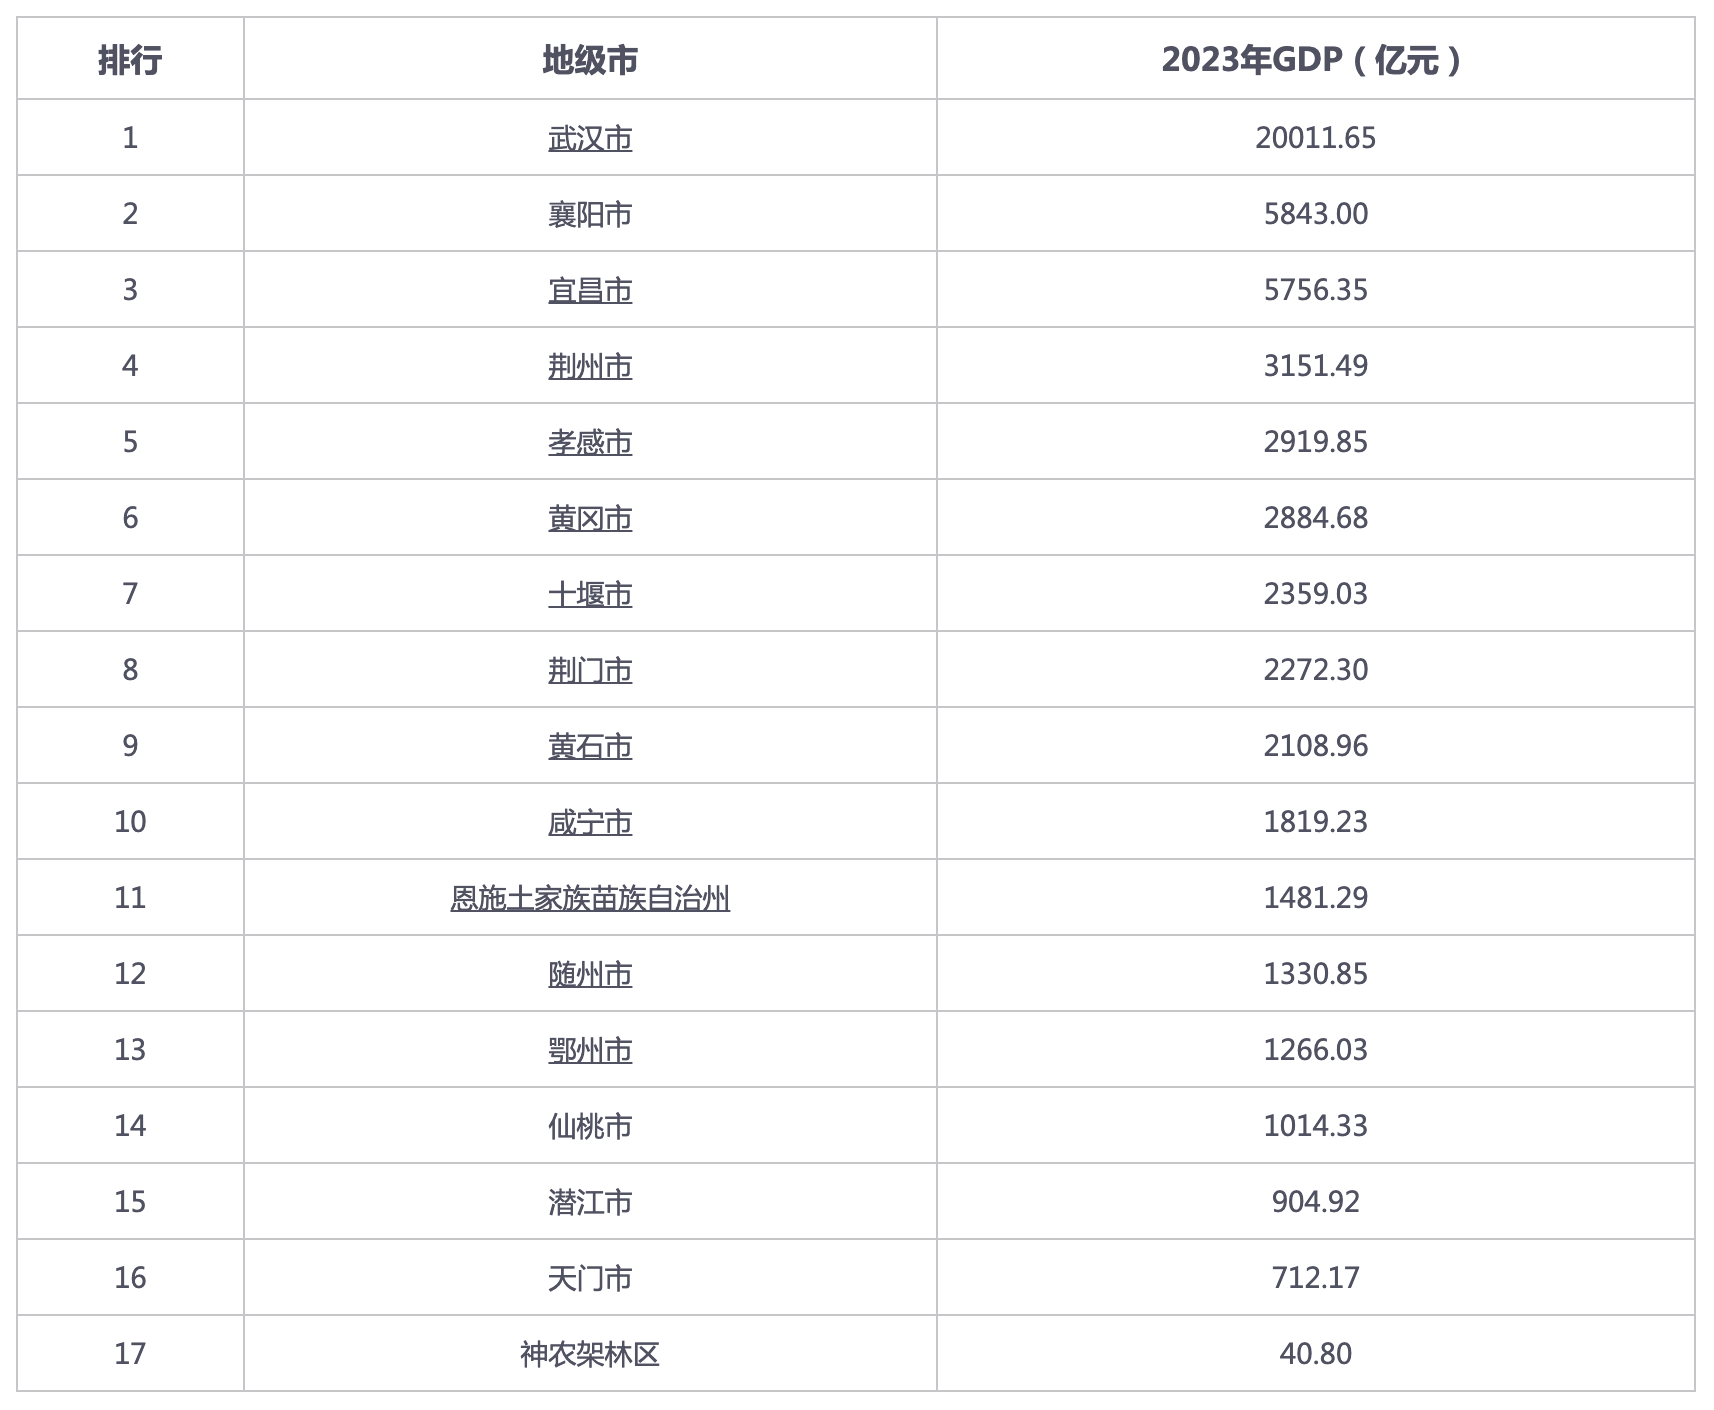 排行 地级市 2023年GDP（亿元）
1 武汉市 20011.65
2 襄阳市 5843.00
3 宜昌市 5756.35
4 荆州市 3151.49
5 孝感市 2919.85
6 黄冈市 2884.68
7 十堰市 2359.03
8 荆门市 2272.30
9 黄石市 2108.96
10 咸宁市 1819.23
11 恩施土家族苗族自治州 1481.29
12 随州市 1330.85
13 鄂州市 1266.03
14 仙桃市 1014.33
15 潜江市 904.92
16 天门市 712.17
17 神农架林区 40.80